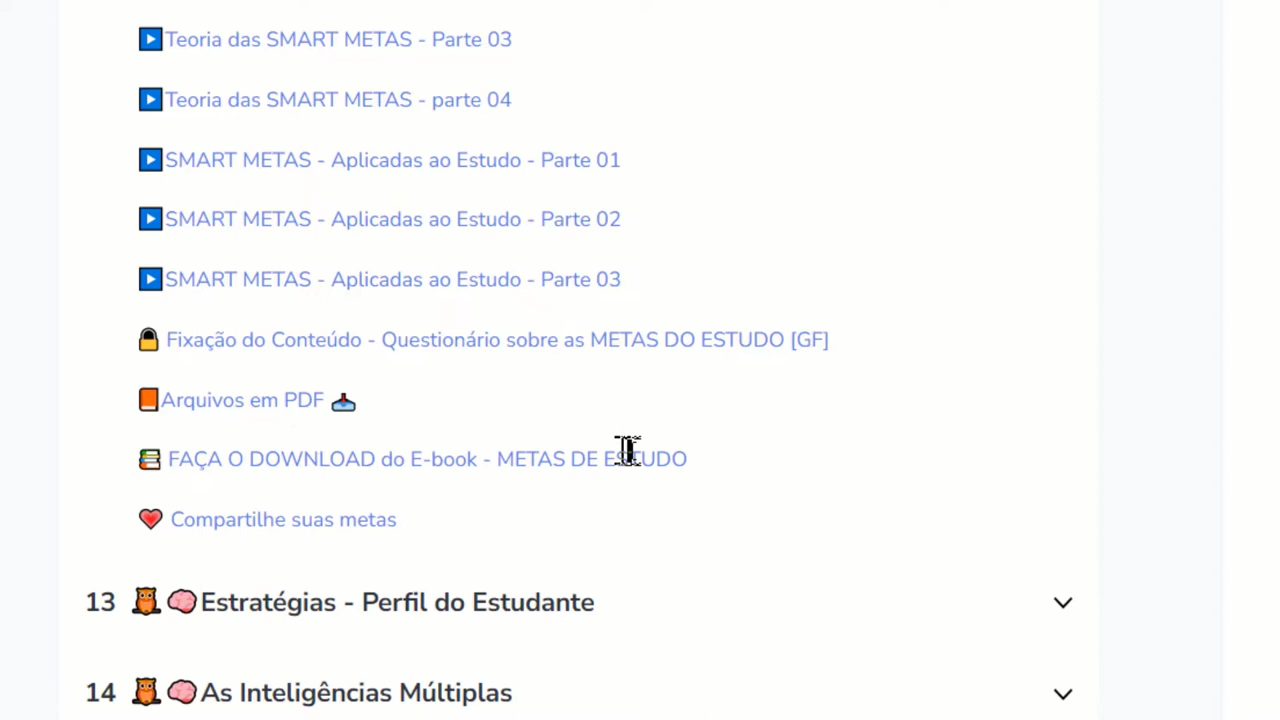 Teoria das SMART METAS - Parte 03
Teoria das SMART METAS - parte 04
SMART METAS - Aplicadas ao Estudo - Parte 01
SMART METAS - Aplicadas ao Estudo - Parte 02
SMART METAS - Aplicadas ao Estudo - Parte 03
Fixação do Conteúdo - Questionário sobre as METAS DO ESTUDO [GF]
Arquivos em PDF
FAÇA O DOWNLOAD do E-book - METAS DE ESTUDO
Compartilhe suas metas
13 Estratégias - Perfil do Estudante
14 As Inteligências Múltiplas